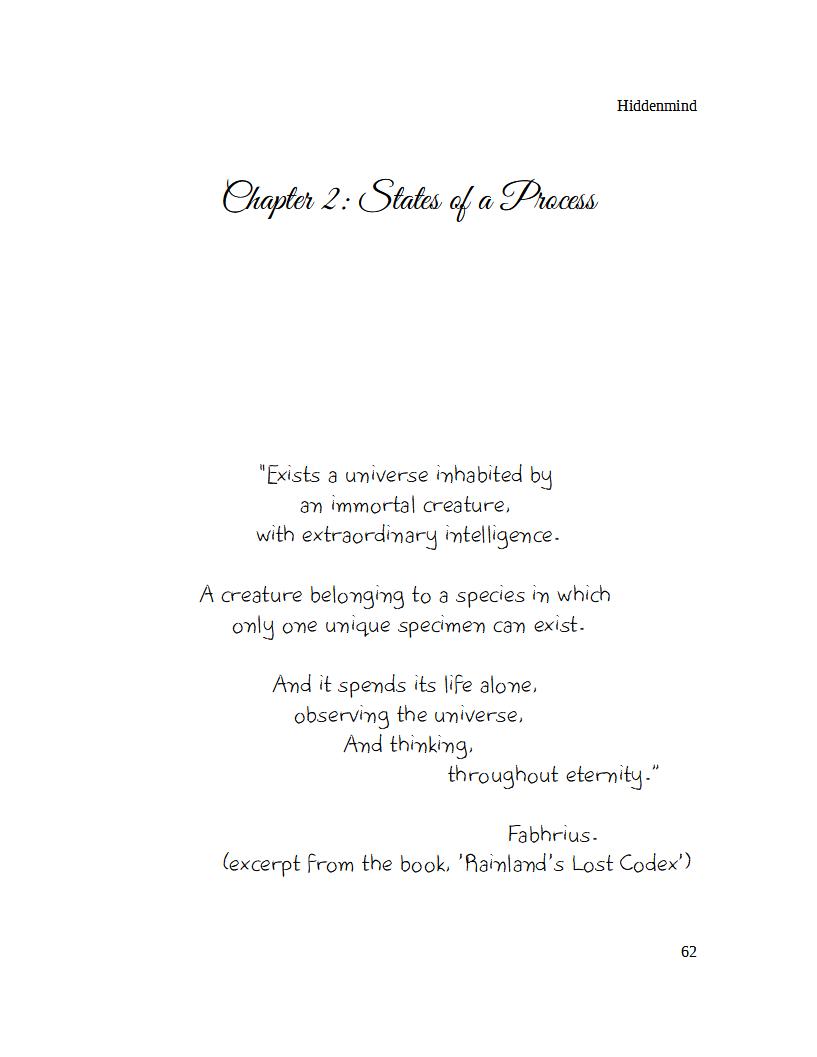 Hiddenmind
Chapter 2: States of a Process
"Exists a universe inhabited by
an immortal creature,
with extraordinary intelligence.
A creature belonging to a species in which
only one unique specimen can exist.
And it spends its life alone,
observing the universe,
And thinking,
throughout eternity.”
Fabhrius.
(excerpt from the book, 'Rainland's Lost Codex')
62